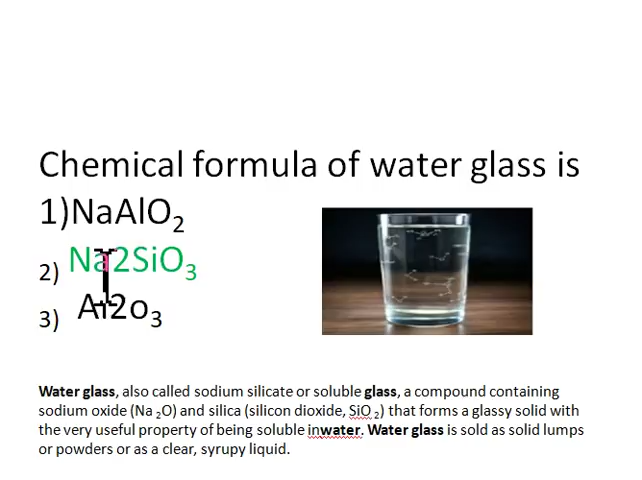 Chemical formula of water glass is
1)NaAlO2
2) Na2SiO3
3) Al2o3
Water glass, also called sodium silicate or soluble glass, a compound containing
sodium oxide (Na 2O) and silica (silicon dioxide, SiO 2) that forms a glassy solid with
the very useful property of being soluble inwater. Water glass is sold as solid lumps
or powders or as a clear, syrupy liquid.